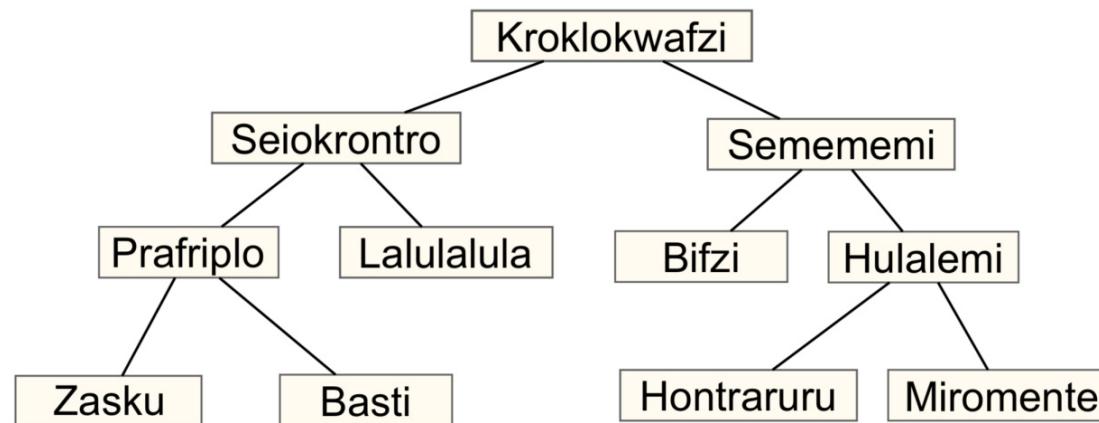 Kroklokwafzi
Seiokrontro
Semememi
Prafriplo
Lalulalula
Bifzi
Hulalemi
Zasku
Basti
Hontraruru
Miromente